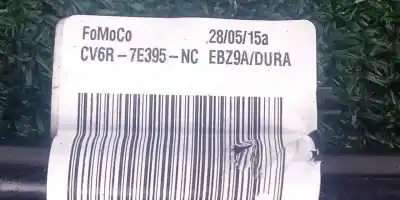 FoMoCo 28/05/15a
CV6R-7E395-NC EBZ9A/DURA